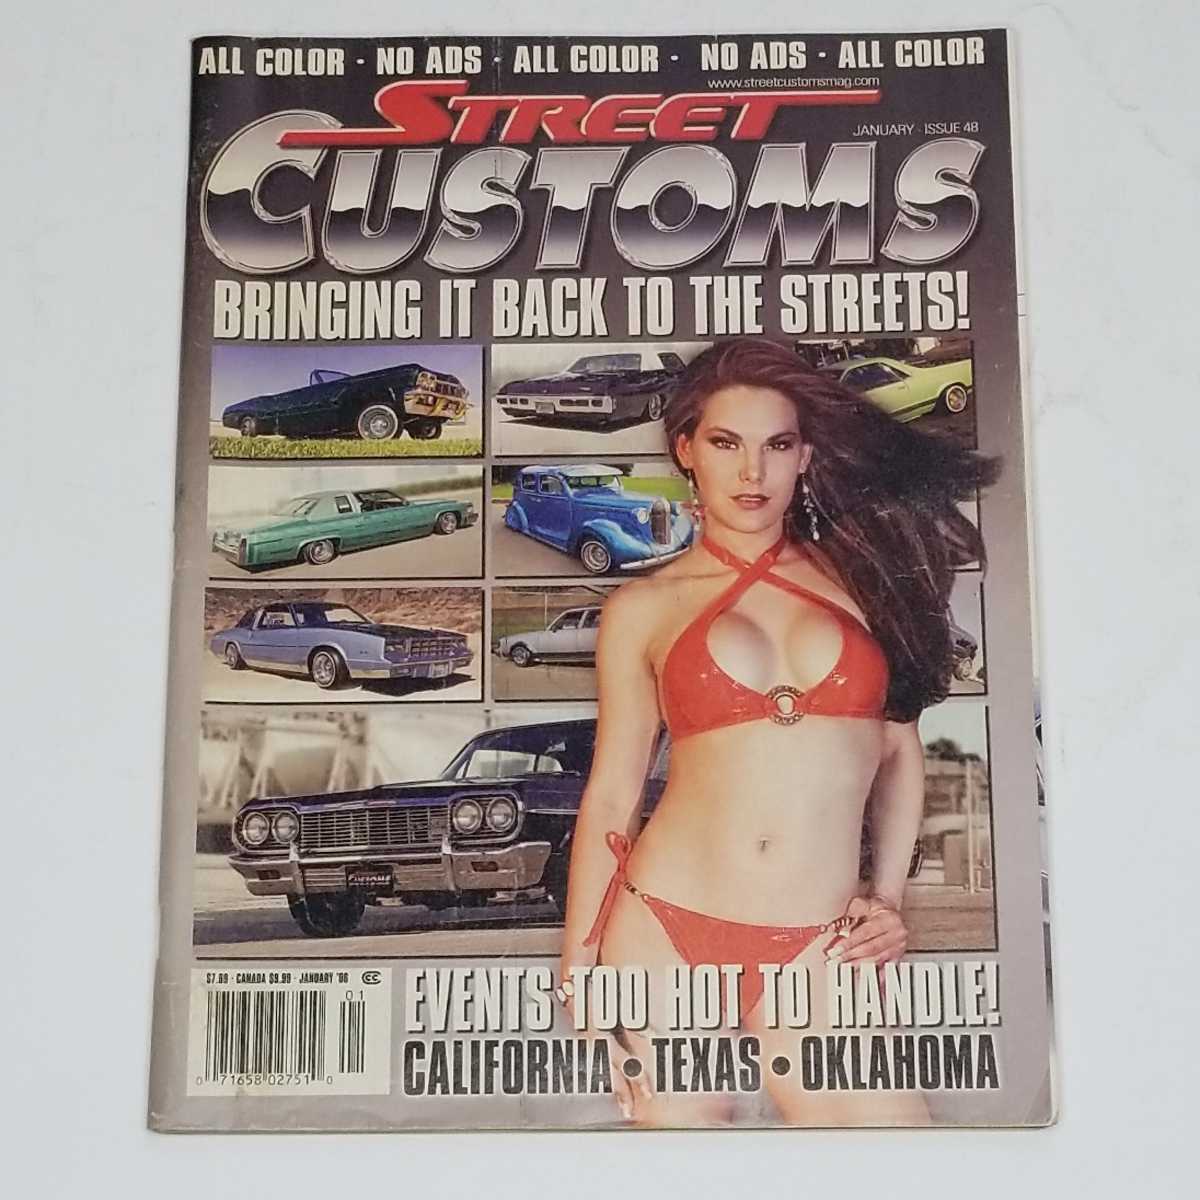 ALL COLOR · NO ADS · ALL COLOR · NO ADS · ALL COLOR
www.streetcustomsmag.com
STREET
JANUARY · ISSUE 48
CUSTOMS
BRINGING IT BACK TO THE STREETS!
CUSTOMS
$7.99 · CANADA $9.99 · JANUARY '06 CC
01
0 71658 02751 0
EVENTS TOO HOT TO HANDLE!
CALIFORNIA • TEXAS • OKLAHOMA